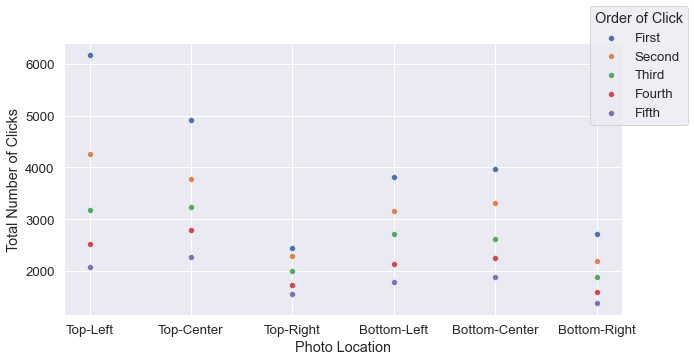 Order of Click
First
Second
Third
Fourth
Fifth
Total Number of Clicks
6000
5000
4000
3000
2000
Top-Left Top-Center Top-Right Bottom-Left Bottom-Center Bottom-Right
Photo Location